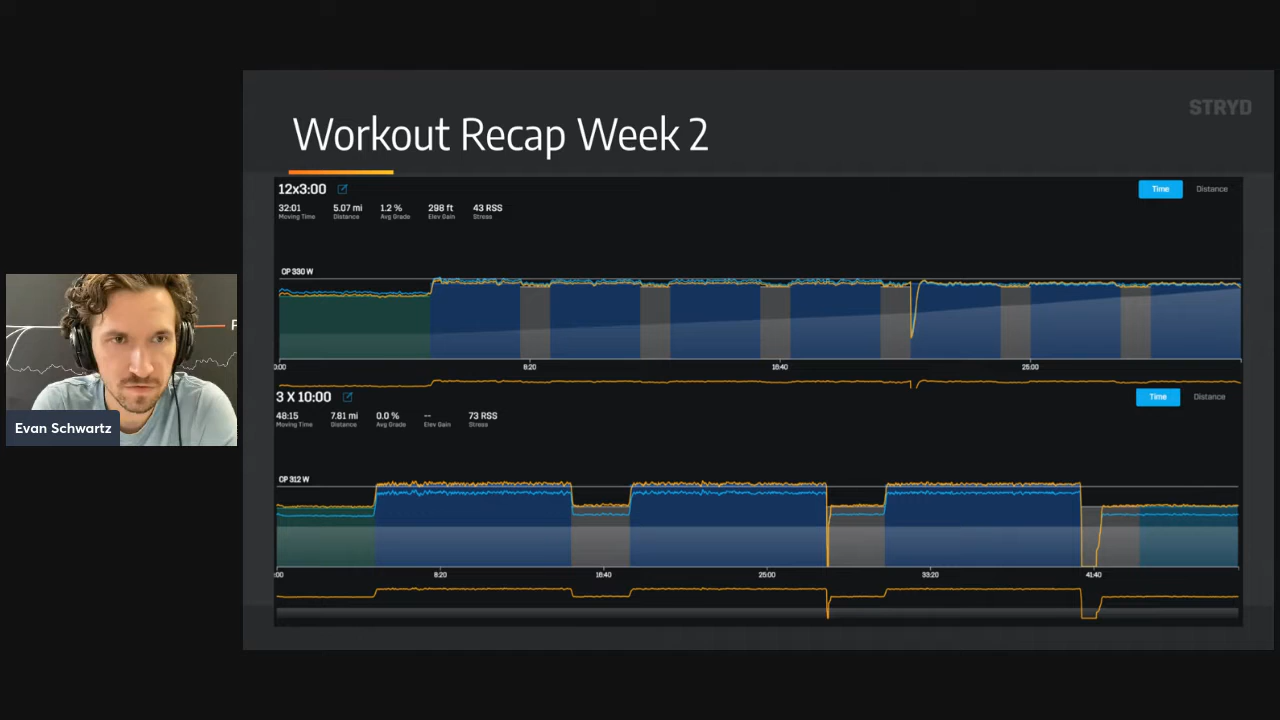 STRYD
Workout Recap Week 2
12x3:00
Time Distance
32:01 5.07 mi 1.2 % 298 ft 43 RSS
Moving Time Distance Avg Grade Elev Gain Stress
CP 330 W
0:00 8:20 16:40 25:00
3 X 10:00
Time Distance
48:15 7.81 mi 0.0 % -- 73 RSS
Moving Time Distance Avg Grade Elev Gain Stress
CP 312 W
:00 8:20 16:40 25:00 33:20 41:40
F
Evan Schwartz